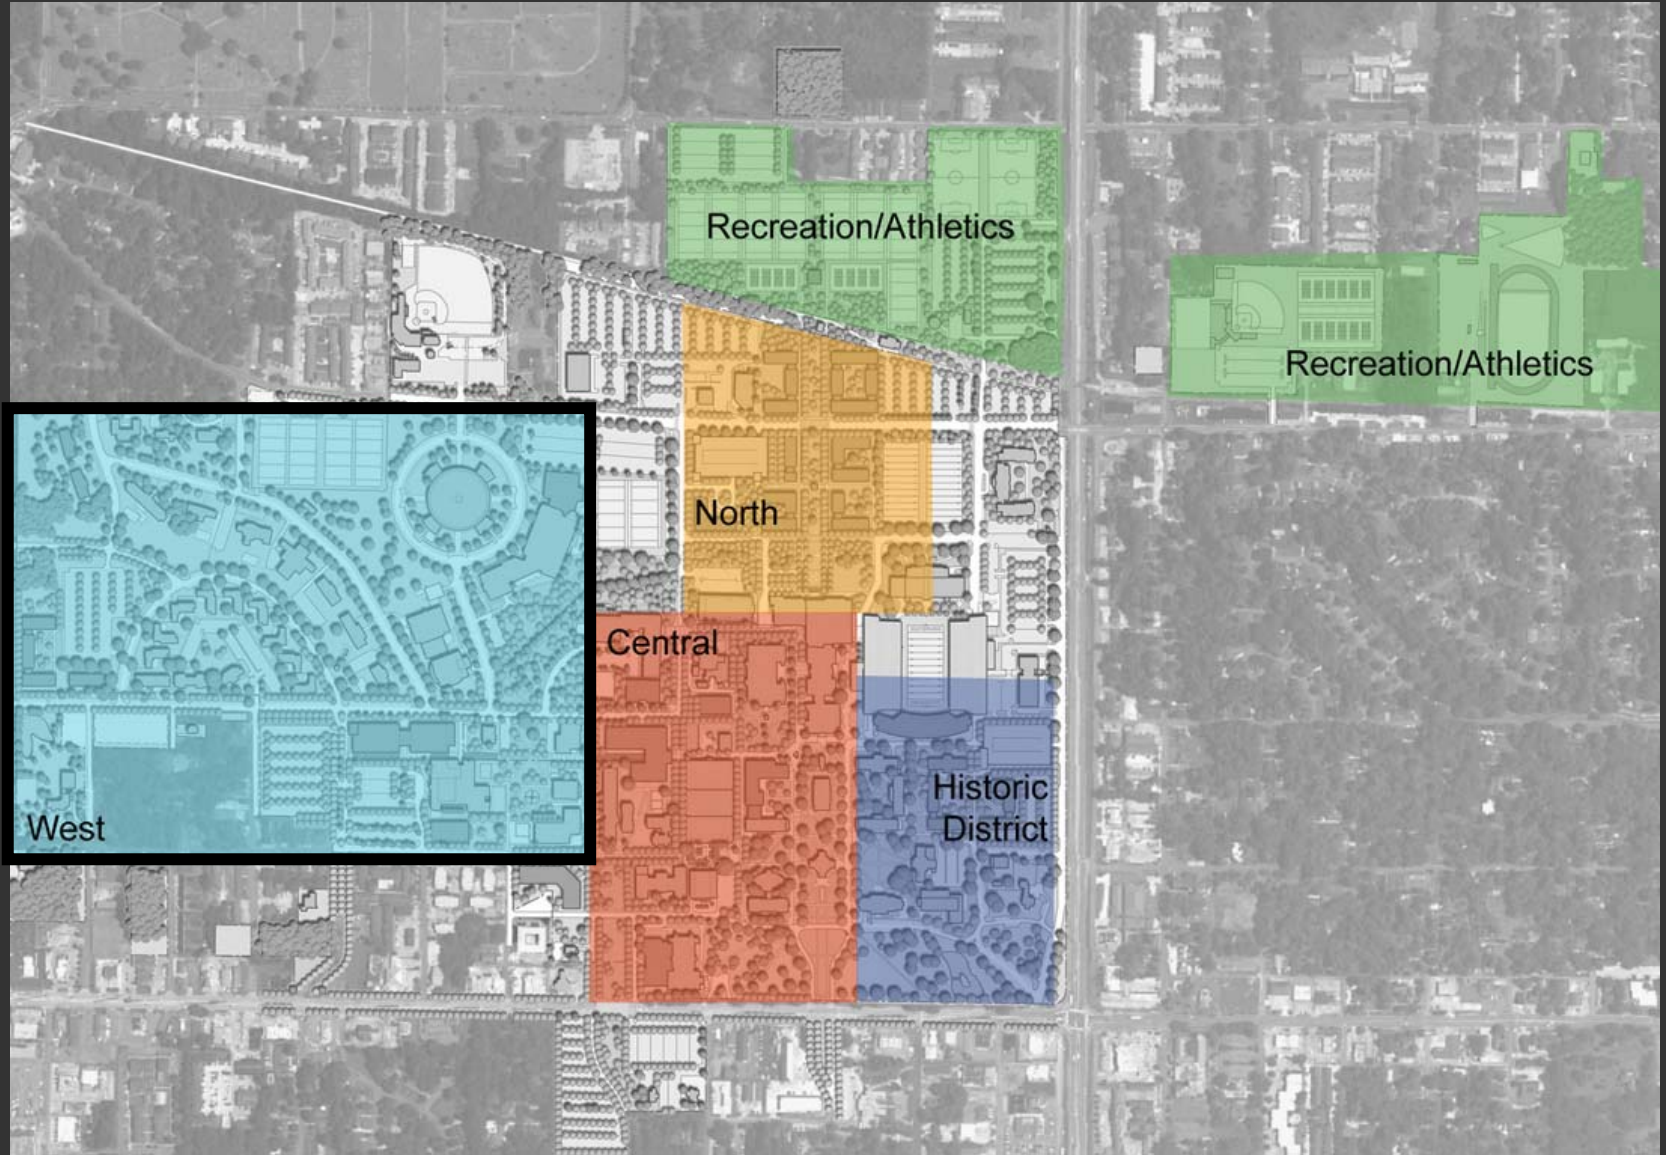 Recreation/Athletics
Recreation/Athletics
North
Central
Historic
District
West